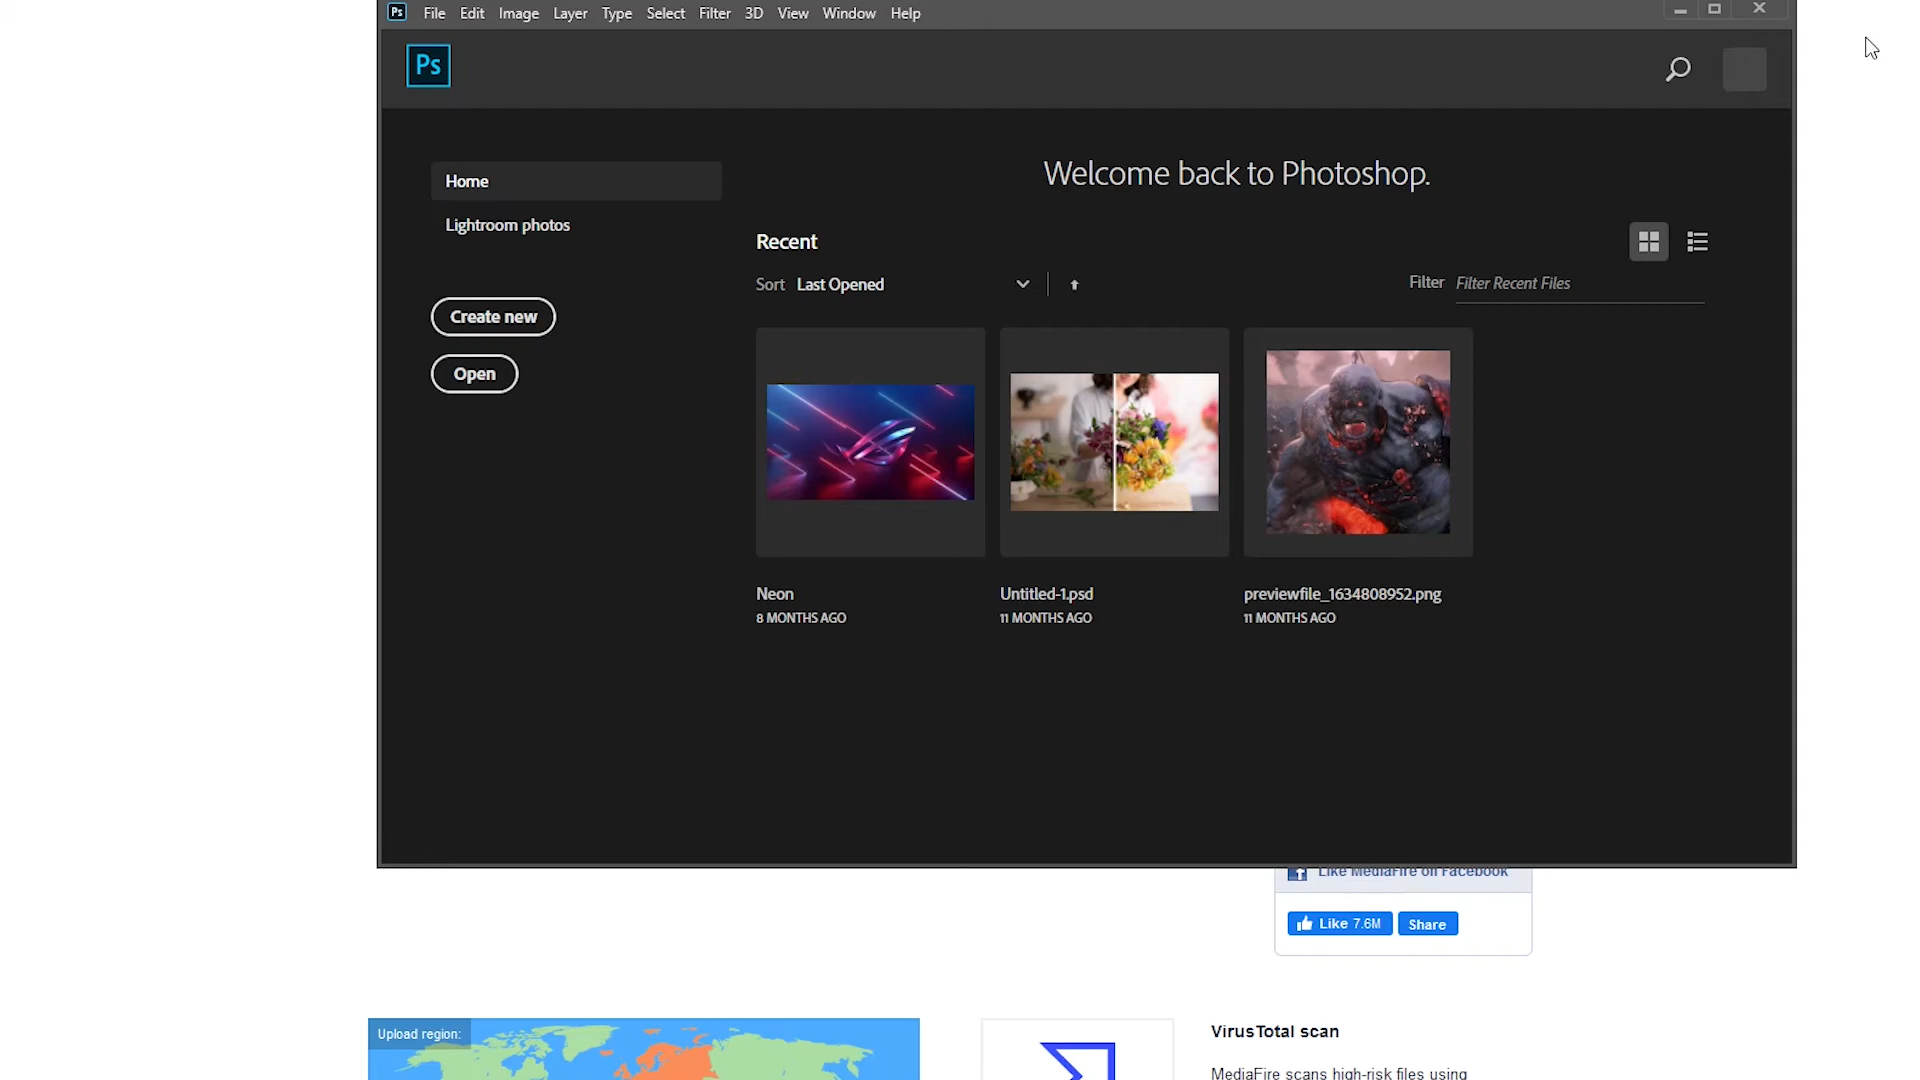 Ps File Edit Image Layer Type Select Filter 3D View Window Help
Ps
Home
Lightroom photos
Create new
Open
Welcome back to Photoshop.
Recent
Sort Last Opened
Filter Filter Recent Files
Neon
8 MONTHS AGO
Untitled-1.psd
11 MONTHS AGO
previewfile_1634808952.png
11 MONTHS AGO
Like MediaFire on Facebook
Like 7.6M Share
Upload region:
VirusTotal scan
MediaFire scans high-risk files using